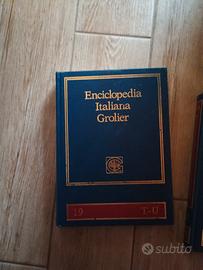 Enciclopedia
Italiana
Grolier
19 T-U
subito